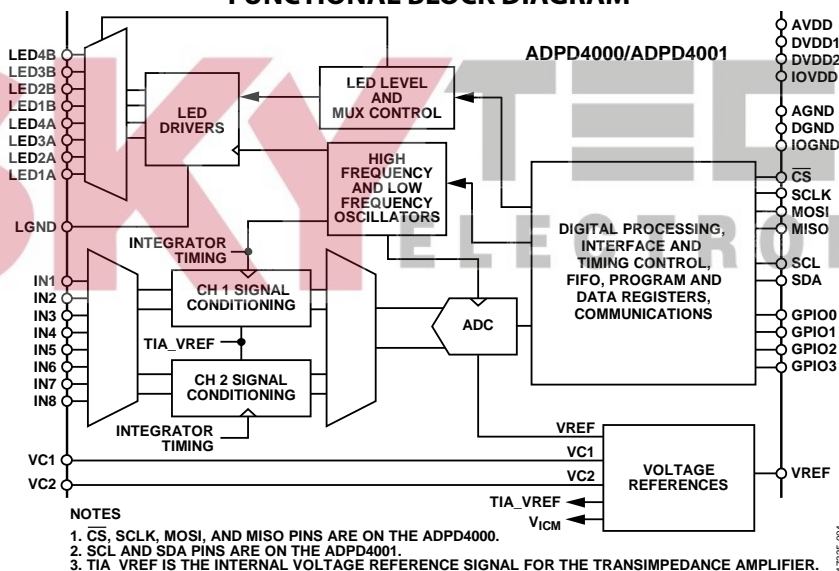 FUNCTIONAL BLOCK DIAGRAM
ADPD4000/ADPD4001
LED4B
LED3B
LED2B
LED1B
LED4A
LED3A
LED2A
LED1A
LGND
LED
DRIVERS
LED LEVEL
AND
MUX CONTROL
HIGH
FREQUENCY
AND LOW
FREQUENCY
OSCILLATORS
INTEGRATOR
TIMING
IN1
IN2
IN3
IN4
IN5
IN6
IN7
IN8
CH 1 SIGNAL
CONDITIONING
TIA_VREF
CH 2 SIGNAL
CONDITIONING
INTEGRATOR
TIMING
ADC
DIGITAL PROCESSING,
INTERFACE AND
TIMING CONTROL,
FIFO, PROGRAM AND
DATA REGISTERS,
COMMUNICATIONS
AVDD
DVDD1
DVDD2
IOVDD
AGND
DGND
IOGND
CS
SCLK
MOSI
MISO
SCL
SDA
GPIO0
GPIO1
GPIO2
GPIO3
VC1
VC2
VREF
VC1
VC2
TIA_VREF
VICM
VOLTAGE
REFERENCES
VREF
SKY TEC
ELECTRO
NOTES
1. CS, SCLK, MOSI, AND MISO PINS ARE ON THE ADPD4000.
2. SCL AND SDA PINS ARE ON THE ADPD4001.
3. TIA_VREF IS THE INTERNAL VOLTAGE REFERENCE SIGNAL FOR THE TRANSIMPEDANCE AMPLIFIER.